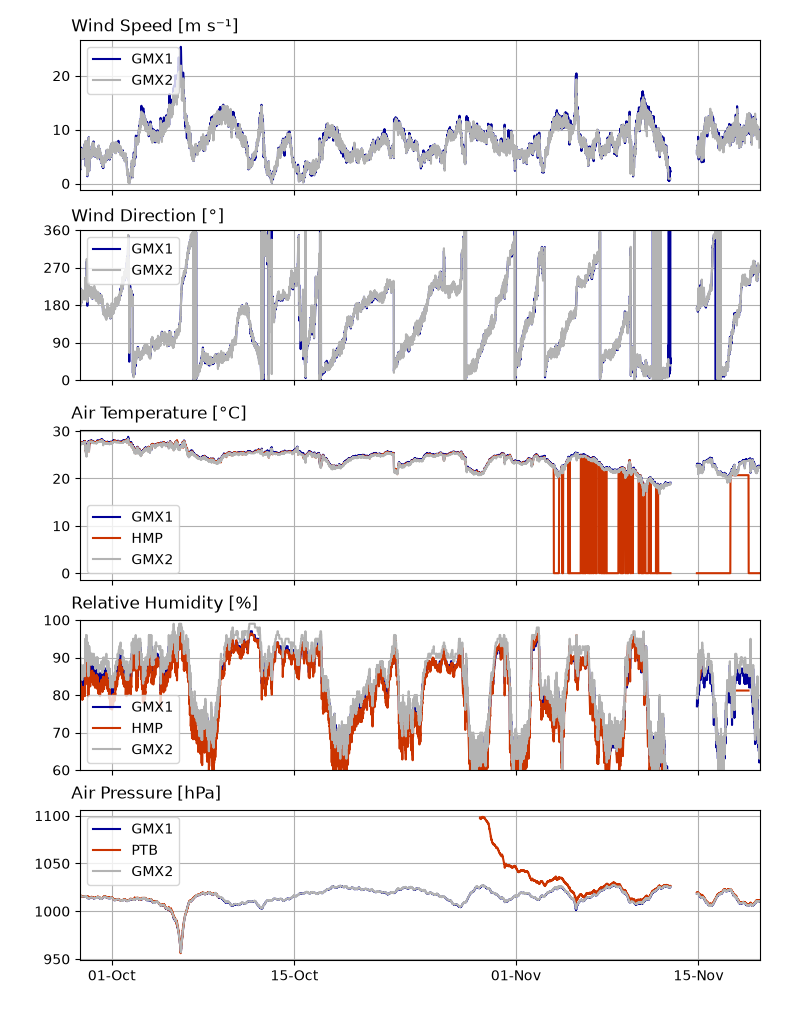 Wind Speed [m s⁻¹]
GMX1
GMX2
20
10
0
Wind Direction [°]
GMX1
GMX2
360
270
180
90
0
Air Temperature [°C]
GMX1
HMP
GMX2
30
20
10
0
Relative Humidity [%]
GMX1
HMP
GMX2
100
90
80
70
60
Air Pressure [hPa]
GMX1
PTB
GMX2
1100
1050
1000
950
01-Oct 15-Oct 01-Nov 15-Nov